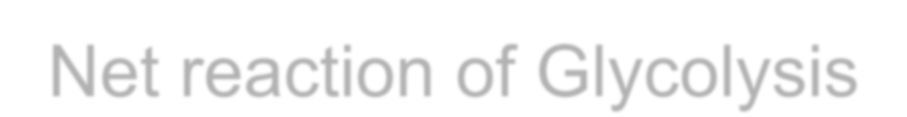 Net reaction of Glycolysis